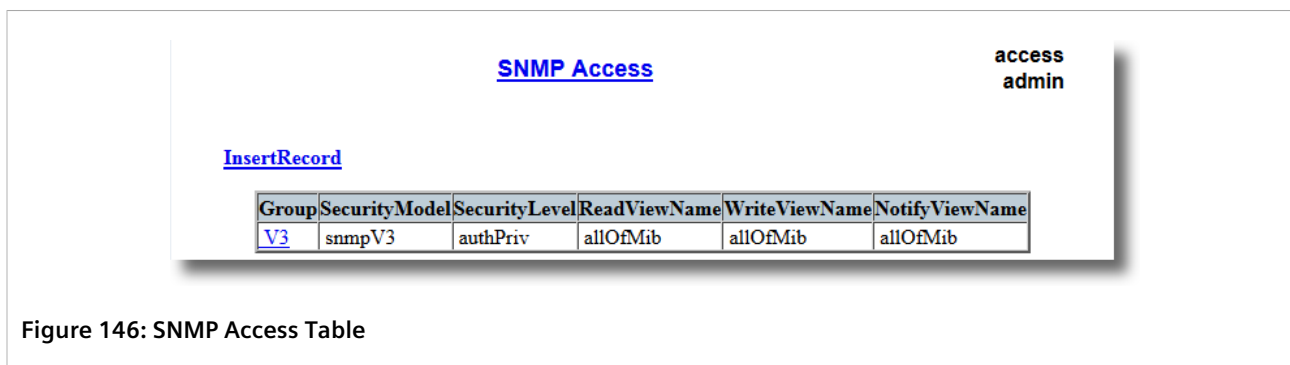 SNMP Access
access
admin
InsertRecord
Group SecurityModel SecurityLevel ReadViewName WriteViewName NotifyViewName
V3 snmpV3 authPriv allOfMib allOfMib allOfMib
Figure 146: SNMP Access Table